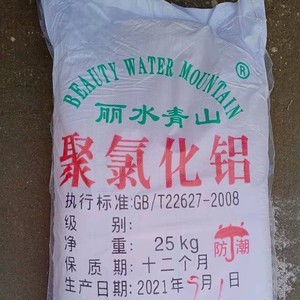 BEAUTY WATER MOUNTAIN ®
丽水青山
聚氯化铝
执行标准:GB/T22627-2008
级别:
净重:25kg
保质期:十二个月
防潮
生产日期:2021年5月1日